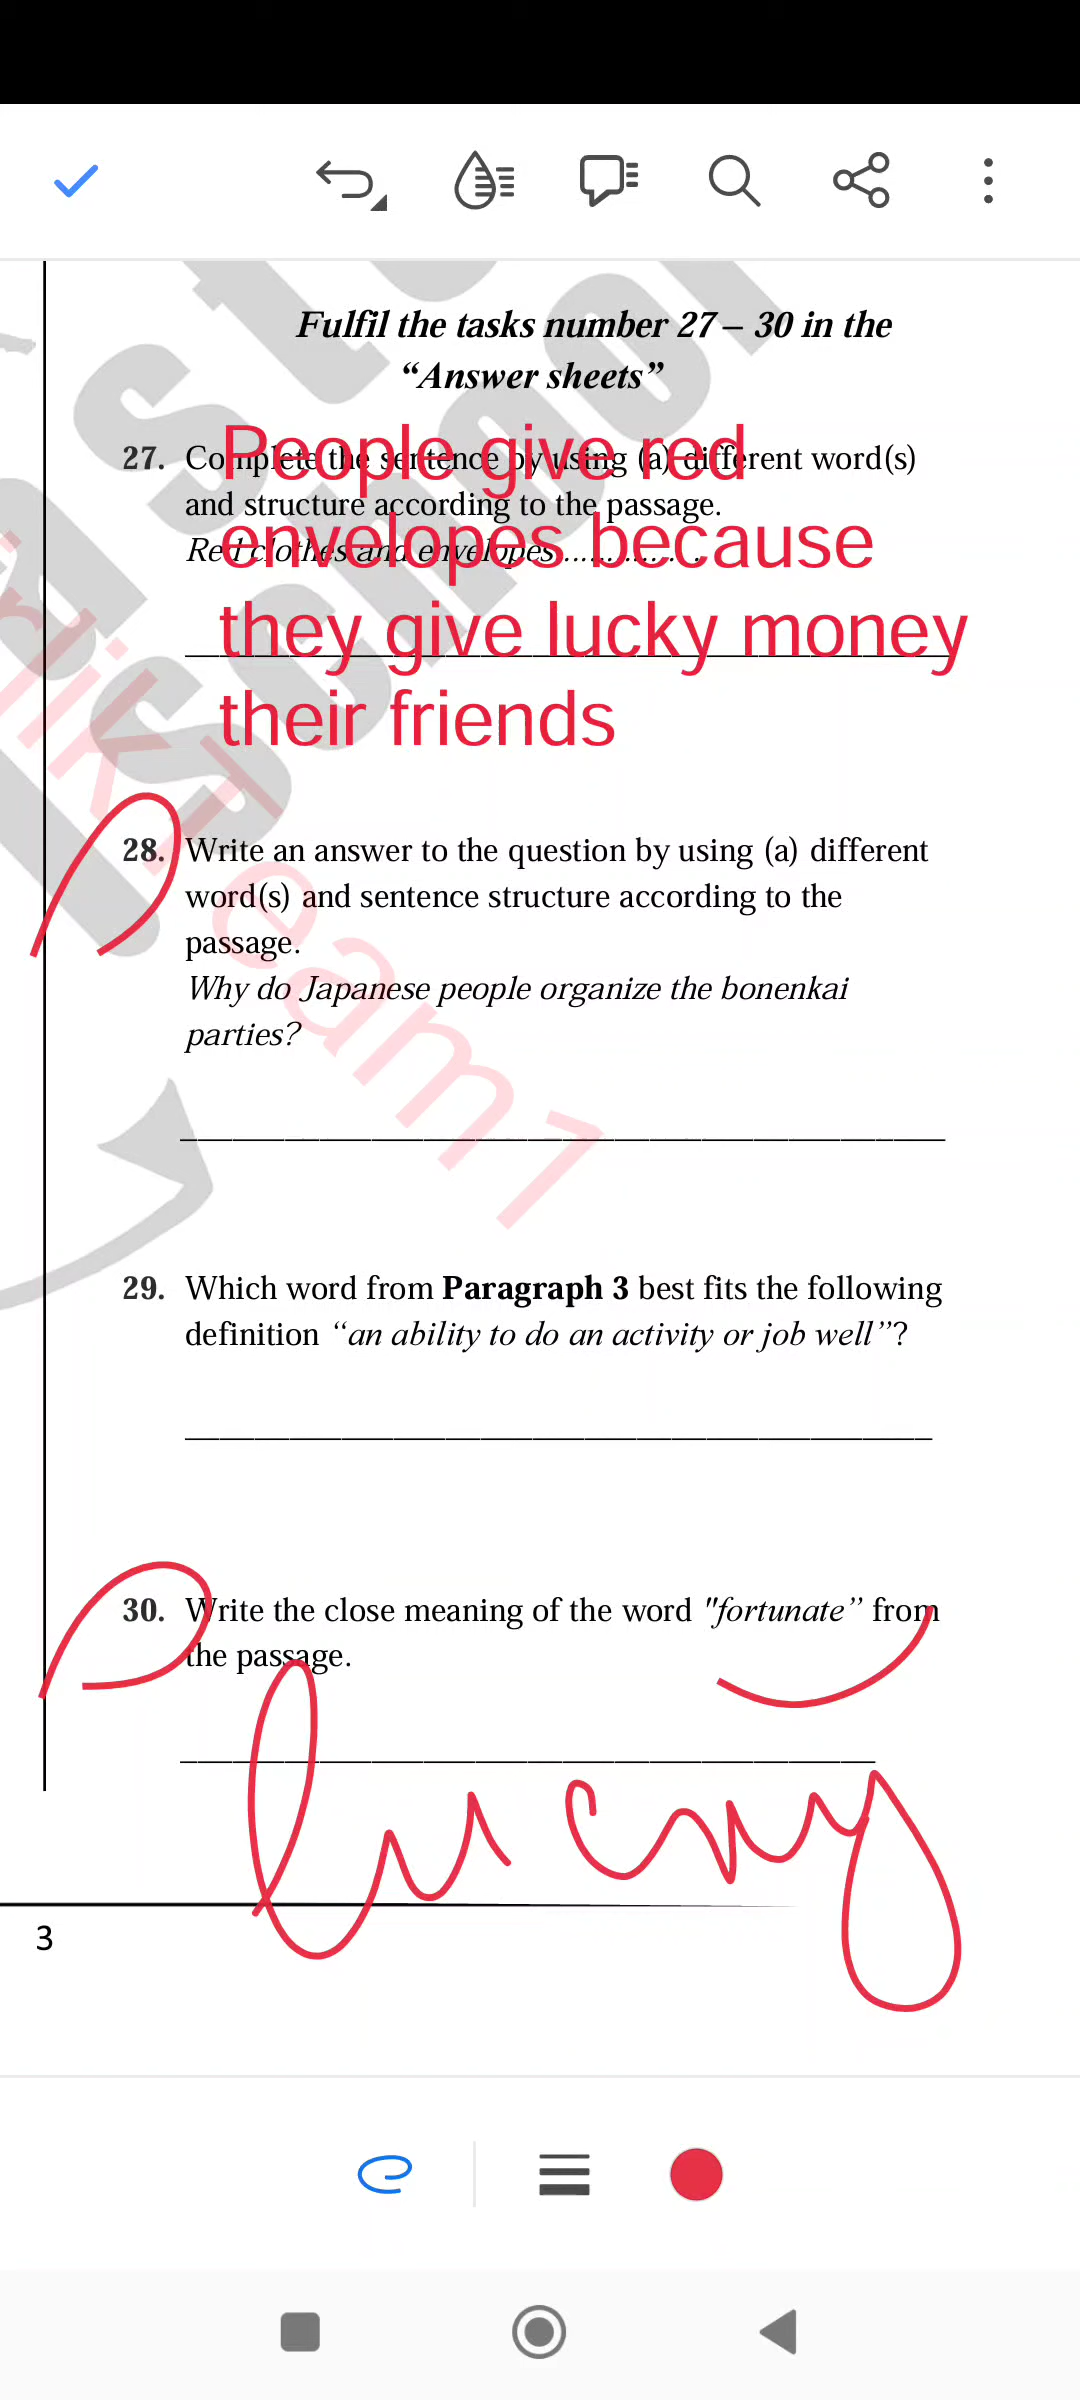 Fulfil the tasks number 27 – 30 in the
“Answer sheets”
27. Complete the sentence by using (a) different word(s)
and structure according to the passage.
Red clothes and envelopes..............
People give red
envelopes because
they give lucky money
their friends
28. Write an answer to the question by using (a) different
word(s) and sentence structure according to the
passage.
Why do Japanese people organize the bonenkai
parties?
29. Which word from Paragraph 3 best fits the following
definition “an ability to do an activity or job well”?
30. Write the close meaning of the word "fortunate” from
the passage.
lucky
3
school
Team1